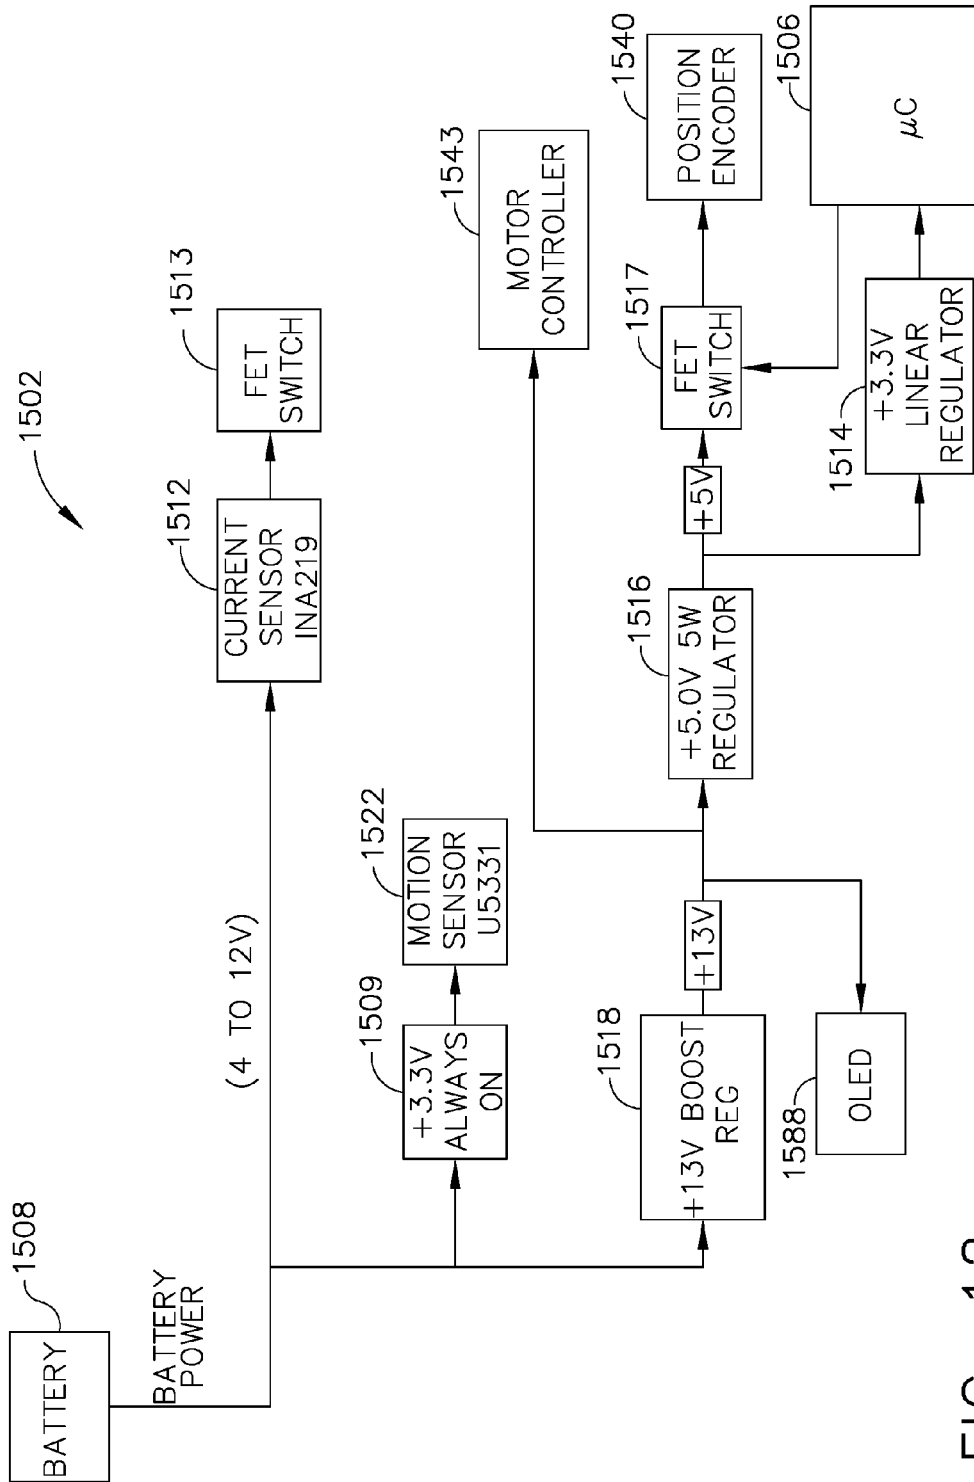 1502
BATTERY
1508
BATTERY
POWER
(4 TO 12V)
CURRENT
SENSOR
INA219
1512
FET
SWITCH
1513
+3.3V
ALWAYS
ON
1509
MOTION
SENSOR
U5331
1522
MOTOR
CONTROLLER
1543
+13V BOOST
REG
1518
+13V
+5.0V 5W
REGULATOR
1516
+5V
FET
SWITCH
1517
POSITION
ENCODER
1540
OLED
1588
+3.3V
LINEAR
REGULATOR
1514
μC
1506